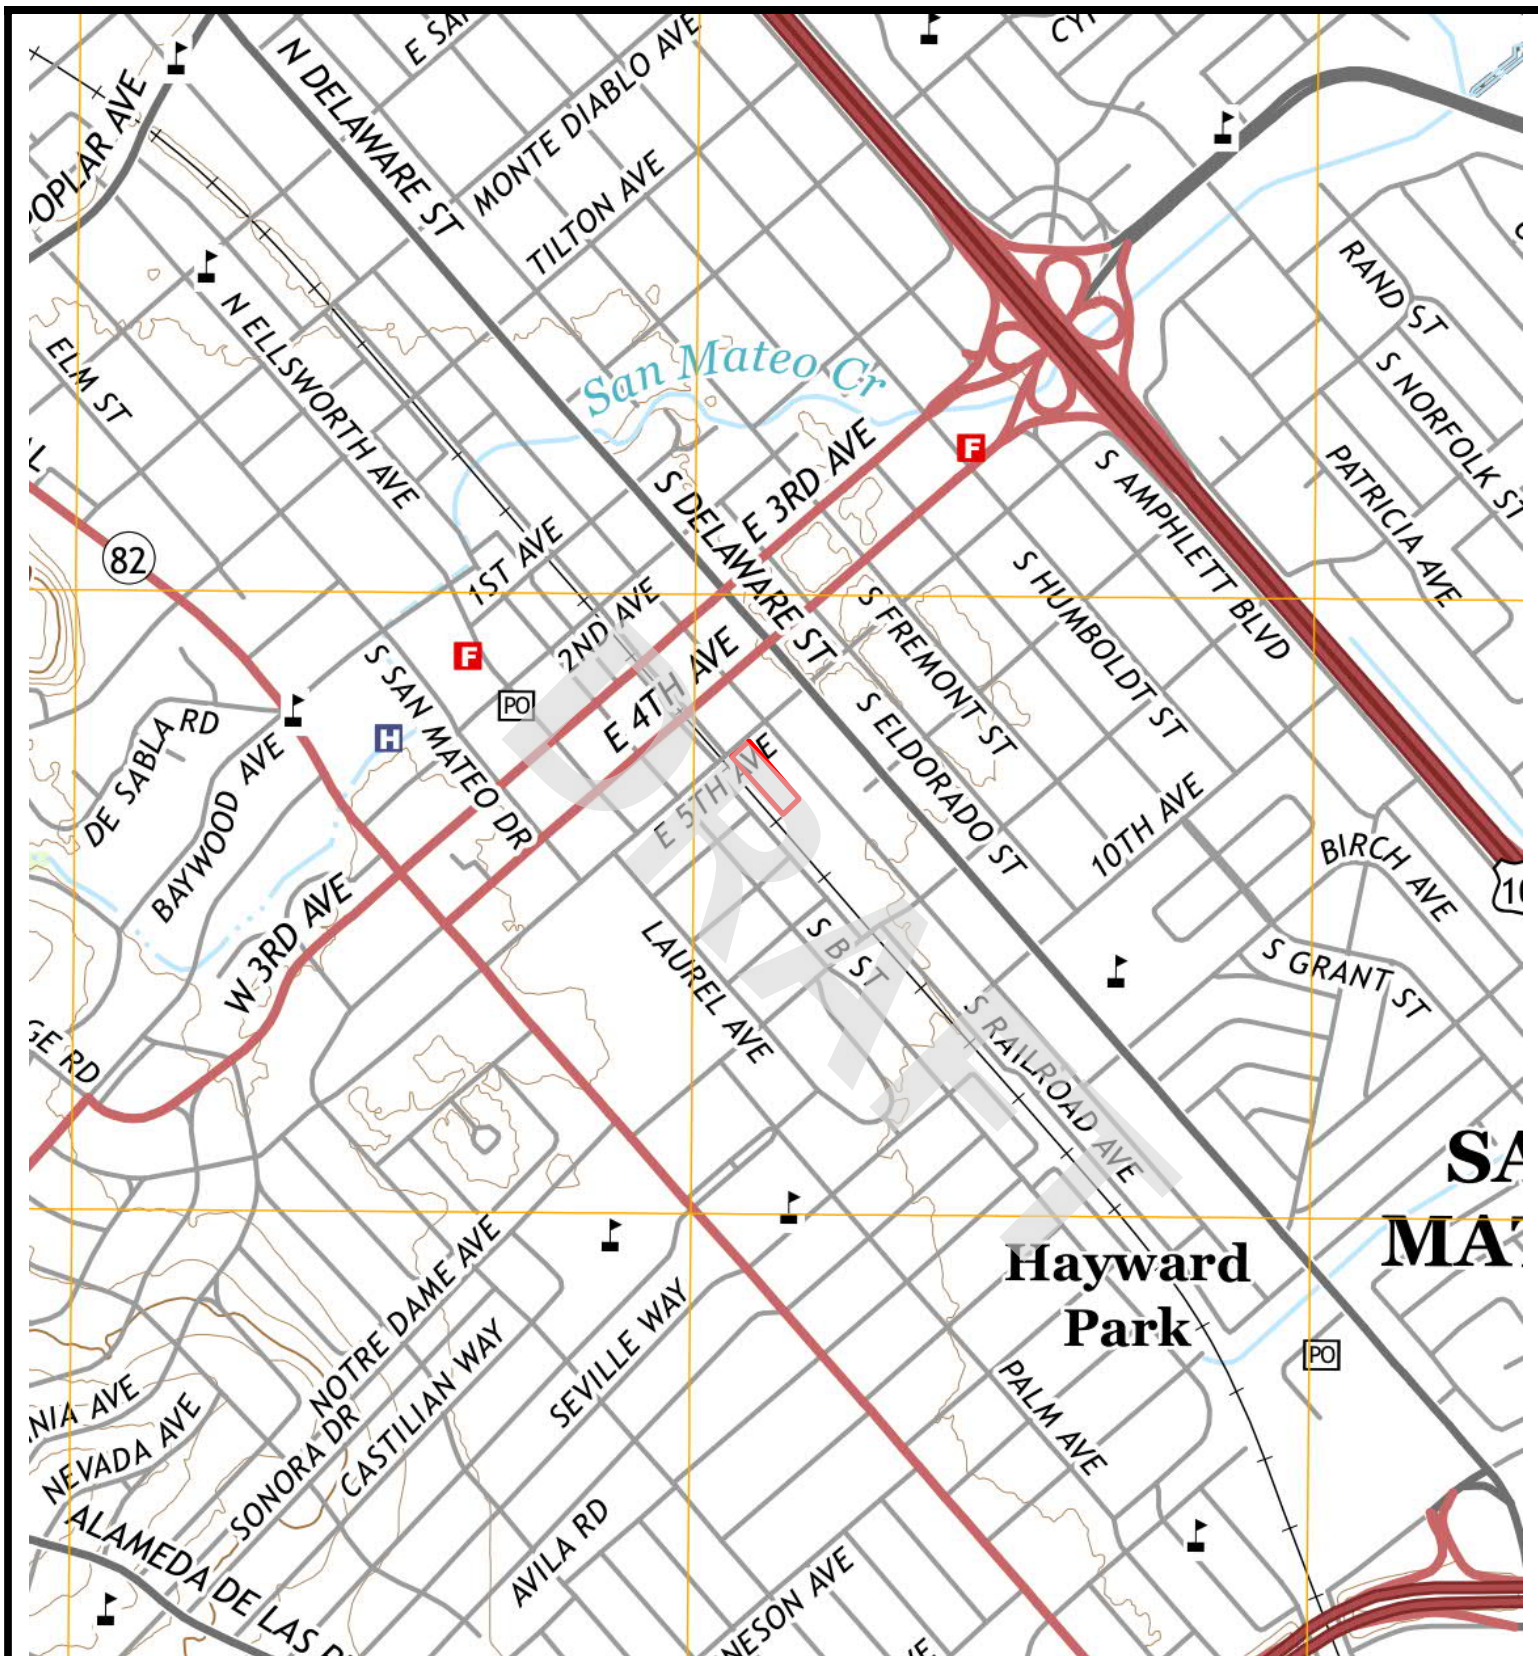 E SAN
CY
N DELAWARE ST
MONTE DIABLO AVE
POPLAR AVE
TILTON AVE
RAND ST
N ELLSWORTH AVE
ELM ST
San Mateo Cr
S NORFOLK ST
E 3RD AVE
F
S AMPHLETT BLVD
PATRICIA AVE
S DELAWARE ST
82
1ST AVE
2ND AVE
S HUMBOLDT ST
S FREMONT ST
F
PO
H
S SAN MATEO DR
E 4TH AVE
S ELDORADO ST
DE SABLA RD
BAYWOOD AVE
E 5TH AVE
10TH AVE
BIRCH AVE
10
W 3RD AVE
LAUREL AVE
S B ST
S GRANT ST
S RAILROAD AVE
GE RD
DRAFT
SA
MAT
Hayward
Park
PO
NOTRE DAME AVE
SEVILLE WAY
CASTILIAN WAY
PALM AVE
NIA AVE
NEVADA AVE
SONORA DR
AVILA RD
ALAMEDA DE LAS P
NESON AVE
VE